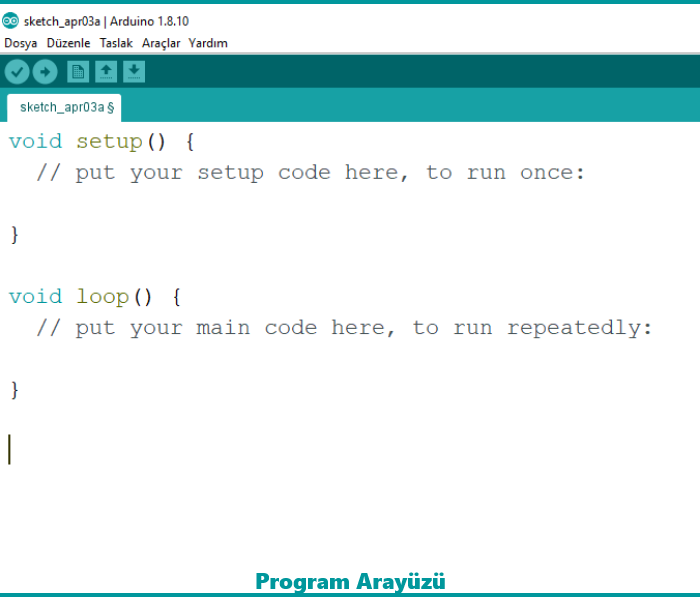 sketch_apr03a | Arduino 1.8.10
Dosya Düzenle Taslak Araçlar Yardım
sketch_apr03a §
void setup() {
// put your setup code here, to run once:
}
void loop() {
// put your main code here, to run repeatedly:
}
Program Arayüzü